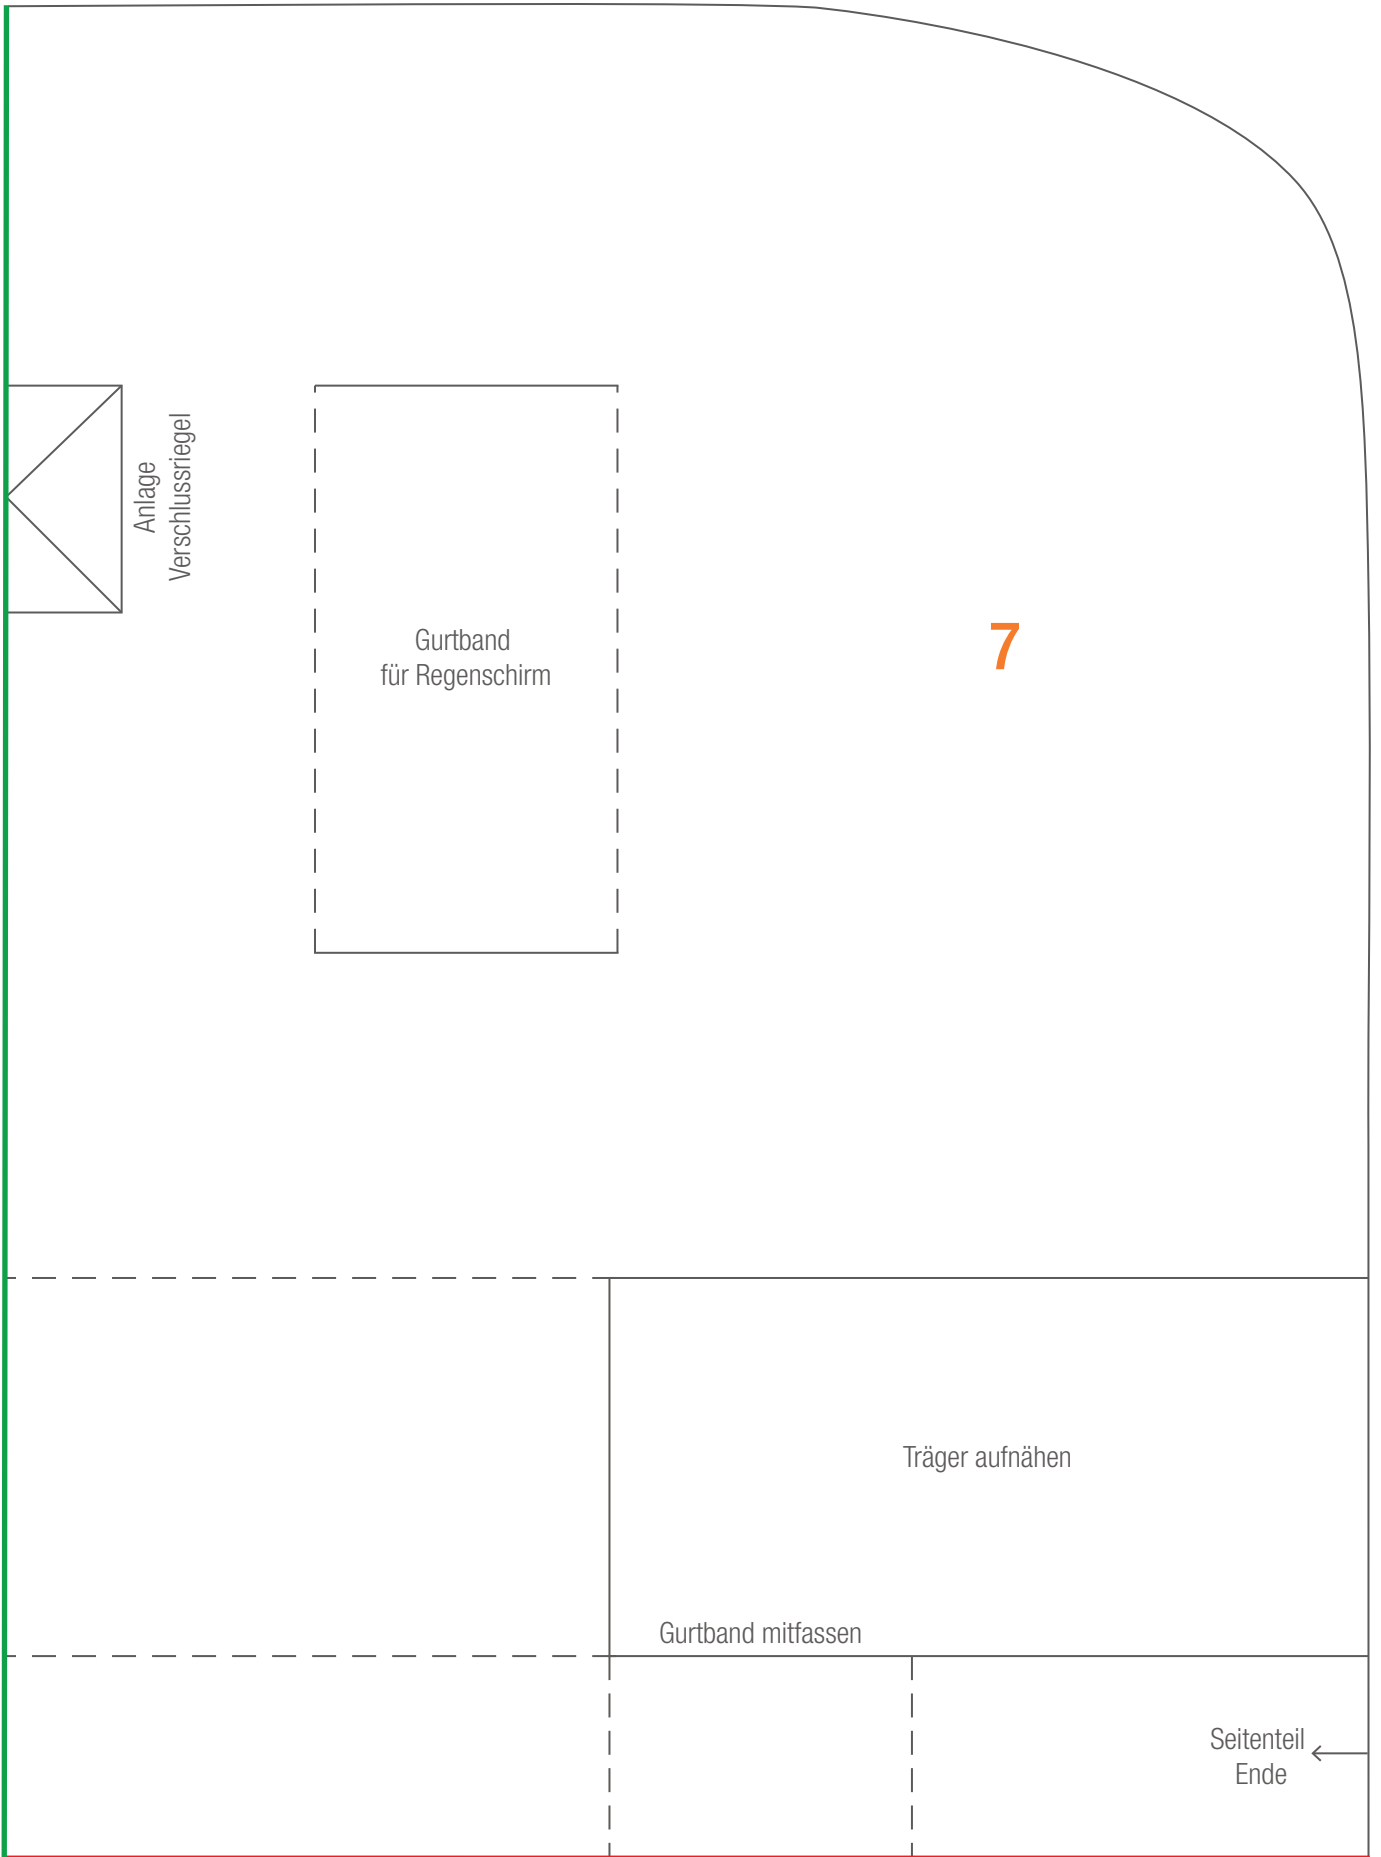 Anlage
Verschlussriegel
Gurtband
für Regenschirm
7
Träger aufnähen
Gurtband mitfassen
Seitenteil
Ende